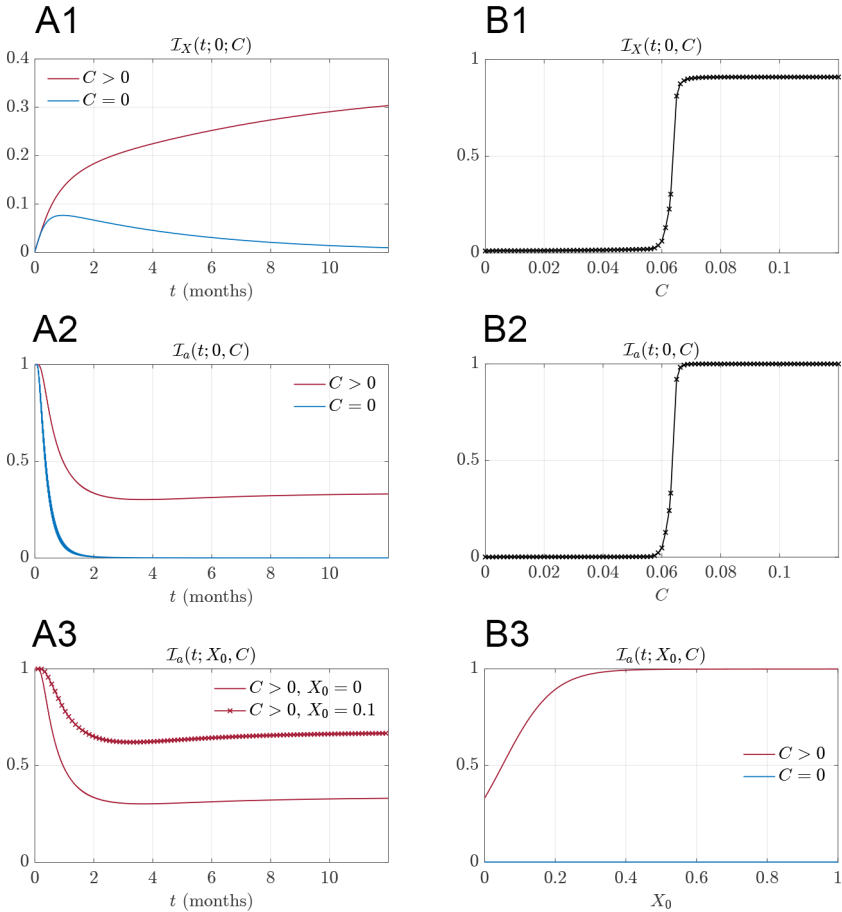 A1
𝓘_X(t; 0; C)
0.4
0.3
0.2
0.1
0
C > 0
C = 0
0 2 4 6 8 10 12
t (months)
B1
𝓘_X(t; 0, C)
1
0.5
0
0 0.02 0.04 0.06 0.08 0.1
C
A2
𝓘_a(t; 0, C)
1
0.5
0
C > 0
C = 0
0 2 4 6 8 10 12
t (months)
B2
𝓘_a(t; 0, C)
1
0.5
0
0 0.02 0.04 0.06 0.08 0.1
C
A3
𝓘_a(t; X_0, C)
1
0.5
0
C > 0, X_0 = 0
C > 0, X_0 = 0.1
0 2 4 6 8 10 12
t (months)
B3
𝓘_a(t; X_0, C)
1
0.5
0
C > 0
C = 0
0 0.2 0.4 0.6 0.8 1
X_0